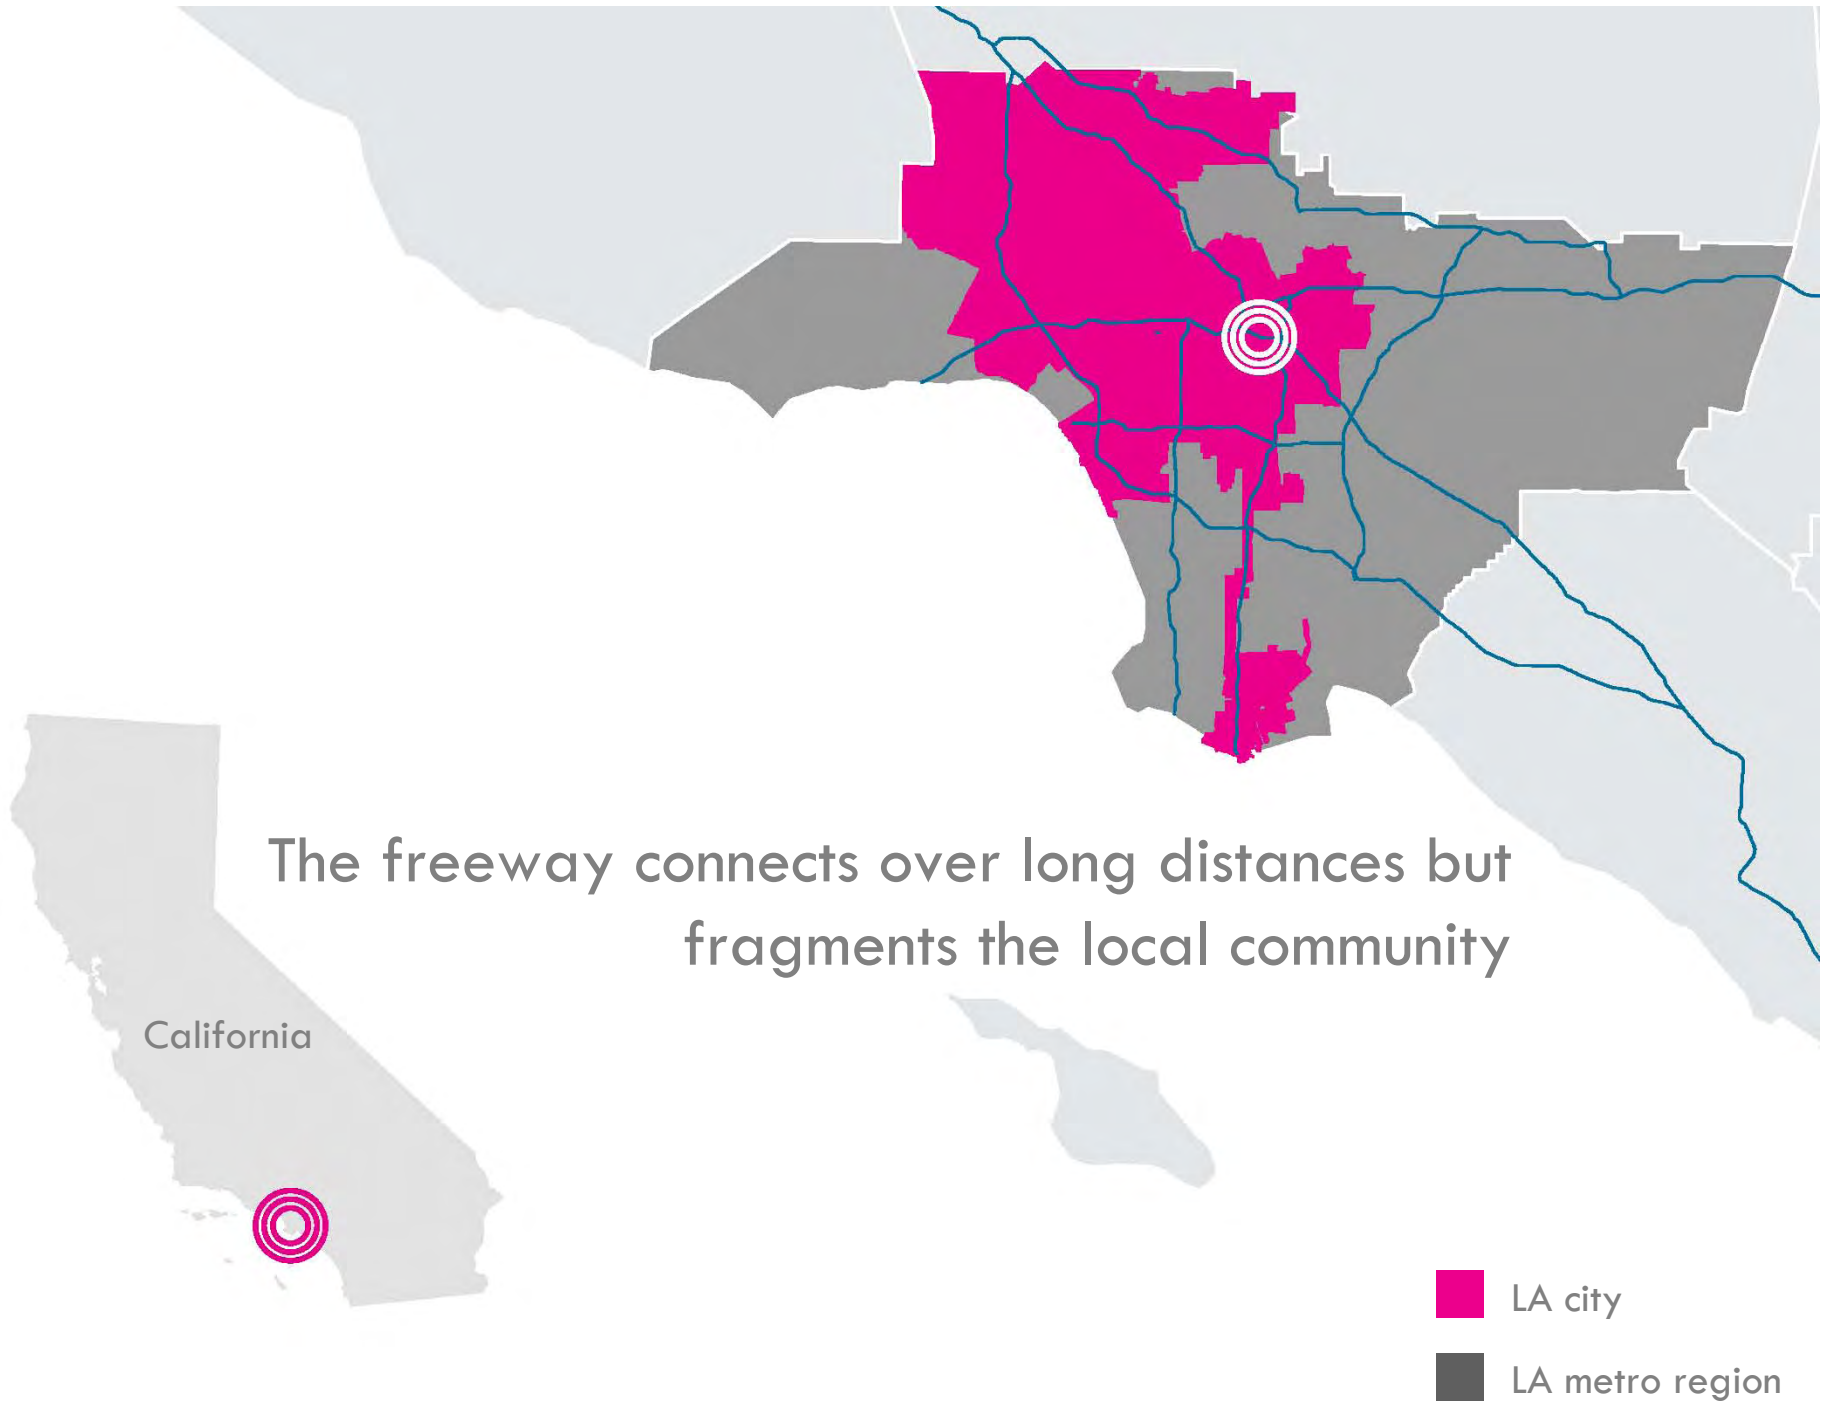 The freeway connects over long distances but
fragments the local community
California
LA city
LA metro region